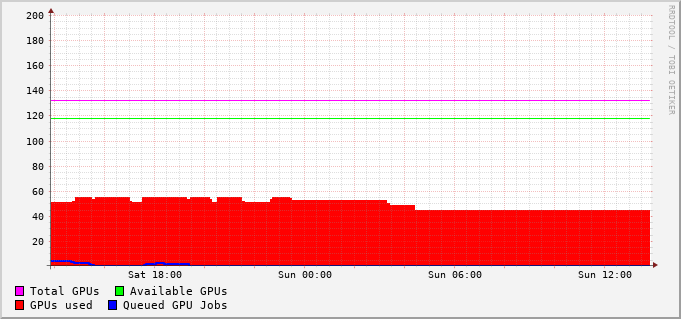 200
180
160
140
120
100
80
60
40
20
Sat 18:00 Sun 00:00 Sun 06:00 Sun 12:00
Total GPUs Available GPUs
GPUs used Queued GPU Jobs
RRDTOOL / TOBI OETIKER